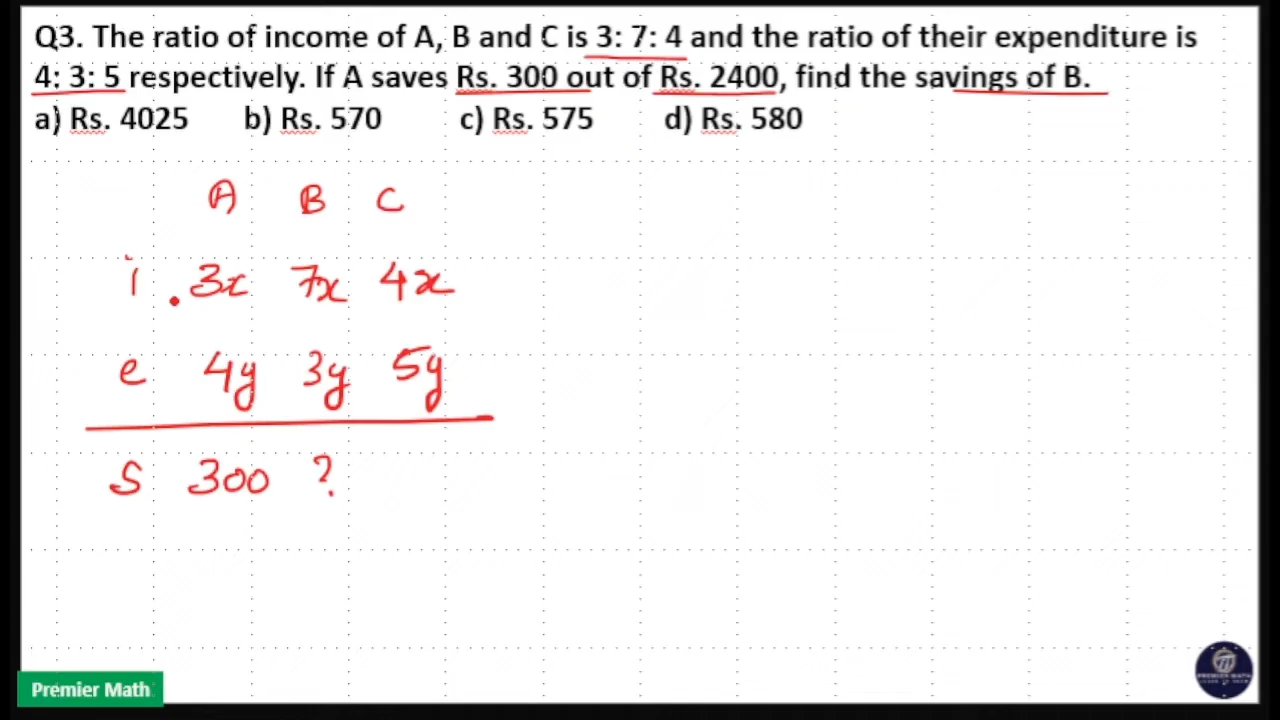 Q3. The ratio of income of A, B and C is 3: 7: 4 and the ratio of their expenditure is
4: 3: 5 respectively. If A saves Rs. 300 out of Rs. 2400, find the savings of B.
a) Rs. 4025 b) Rs. 570 c) Rs. 575 d) Rs. 580
A B C
i 3x 7x 4x
e 4y 3y 5y
S 300 ?
Premier Math
PREMIER MATH